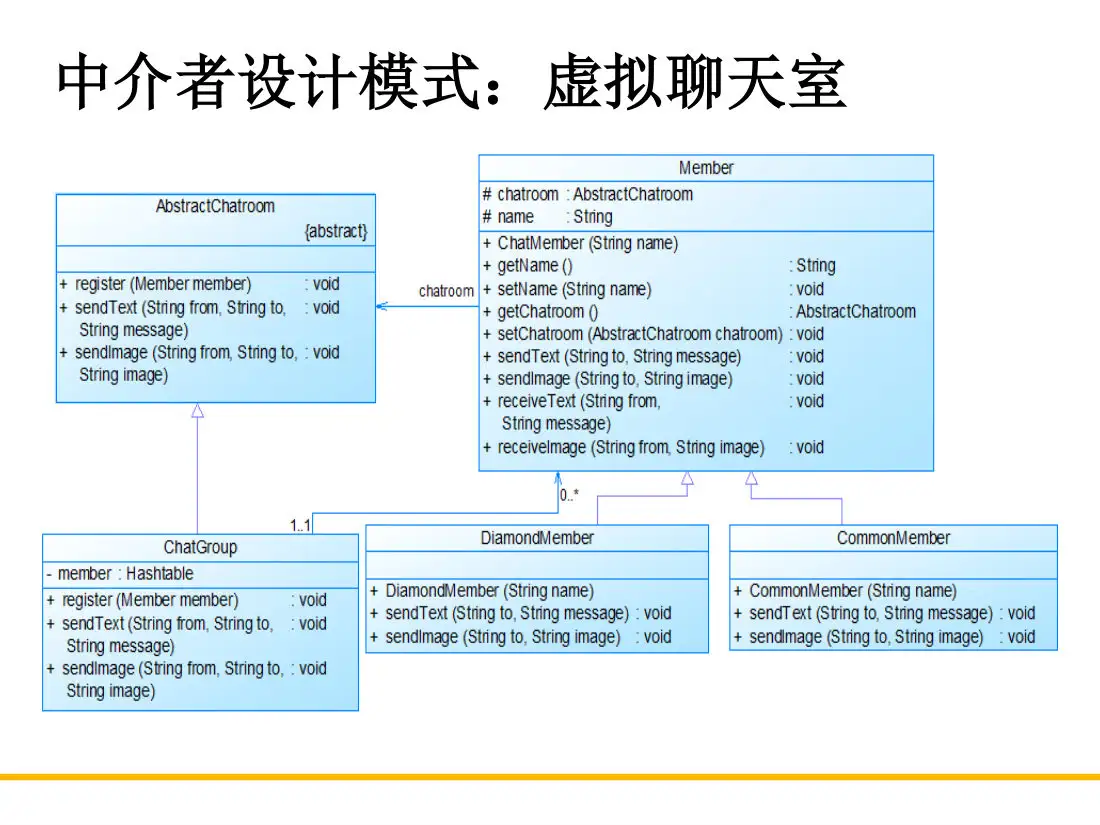 中介者设计模式：虚拟聊天室
AbstractChatroom
{abstract}
+ register (Member member) : void
+ sendText (String from, String to, : void
String message)
+ sendImage (String from, String to, : void
String image)
chatroom
Member
# chatroom : AbstractChatroom
# name : String
+ ChatMember (String name)
+ getName () : String
+ setName (String name) : void
+ getChatroom () : AbstractChatroom
+ setChatroom (AbstractChatroom chatroom) : void
+ sendText (String to, String message) : void
+ sendImage (String to, String image) : void
+ receiveText (String from, : void
String message)
+ receiveImage (String from, String image) : void
0..*
1..1
ChatGroup
- member : Hashtable
+ register (Member member) : void
+ sendText (String from, String to, : void
String message)
+ sendImage (String from, String to, : void
String image)
DiamondMember
+ DiamondMember (String name)
+ sendText (String to, String message) : void
+ sendImage (String to, String image) : void
CommonMember
+ CommonMember (String name)
+ sendText (String to, String message) : void
+ sendImage (String to, String image) : void